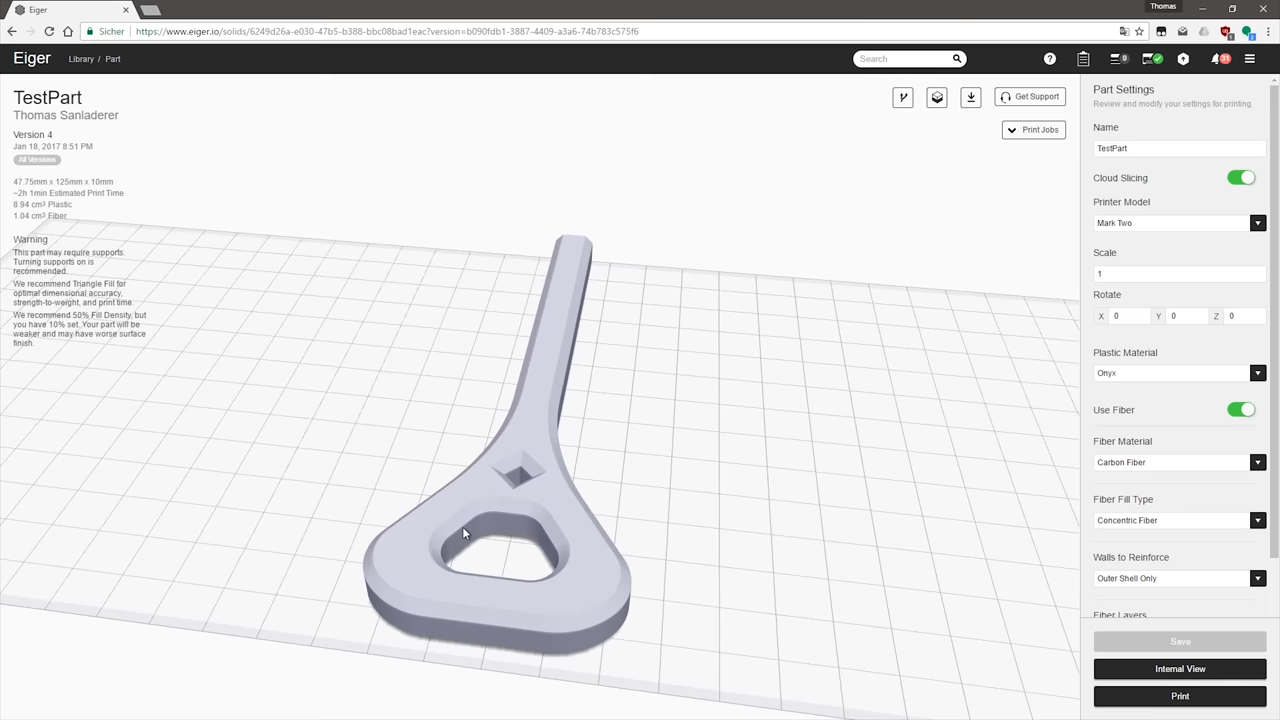 Eiger
Thomas
Sicher
https://www.eiger.io/solids/6249d26a-e030-47b5-b388-bbc08bad1eac?version=b090fdb1-3887-4409-a3a6-74b783c575f6
Eiger
Library / Part
Search
0
31
TestPart
Thomas Sanladerer
Version 4
Jan 18, 2017 8:51 PM
All Versions
47.75mm x 125mm x 10mm
~2h 1min Estimated Print Time
8.94 cm³ Plastic
1.04 cm³ Fiber
Warning
This part may require supports.
Turning supports on is
recommended.
We recommend Triangle Fill for
optimal dimensional accuracy,
strength-to-weight, and print time.
We recommend 50% Fill Density, but
you have 10% set. Your part will be
weaker and may have worse surface
finish.
Get Support
Print Jobs
Part Settings
Review and modify your settings for printing.
Name
TestPart
Cloud Slicing
Printer Model
Mark Two
Scale
1
Rotate
X 0 Y 0 Z 0
Plastic Material
Onyx
Use Fiber
Fiber Material
Carbon Fiber
Fiber Fill Type
Concentric Fiber
Walls to Reinforce
Outer Shell Only
Fiber Layers
Save
Internal View
Print